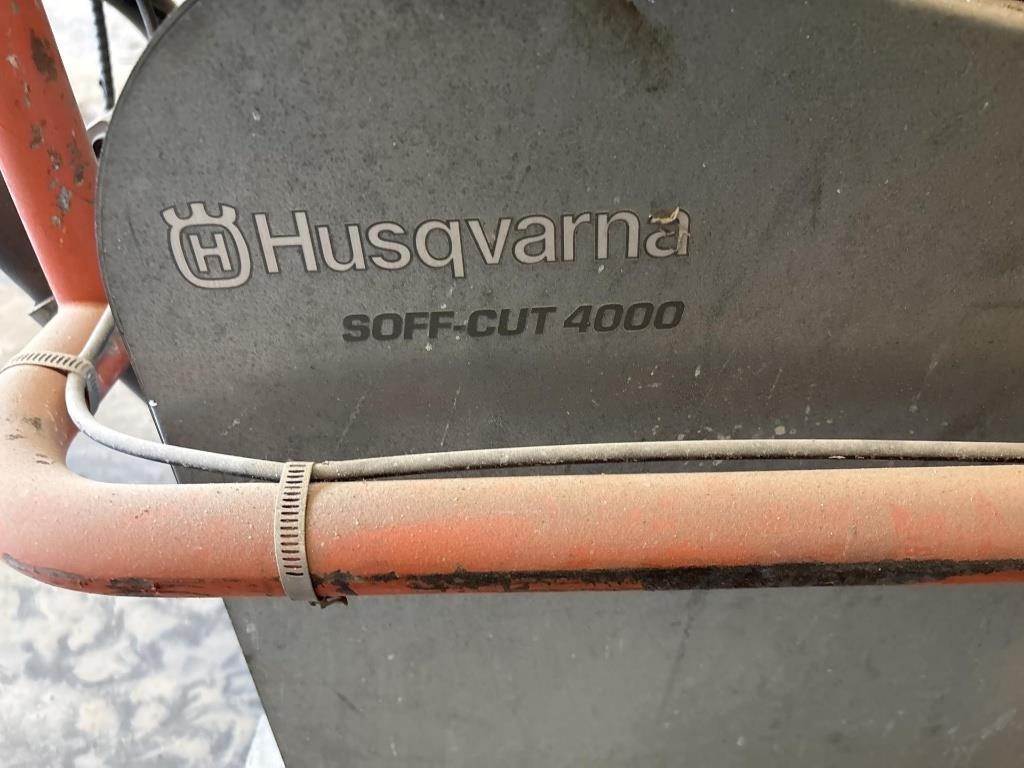 H Husqvarna
SOFF-CUT 4000